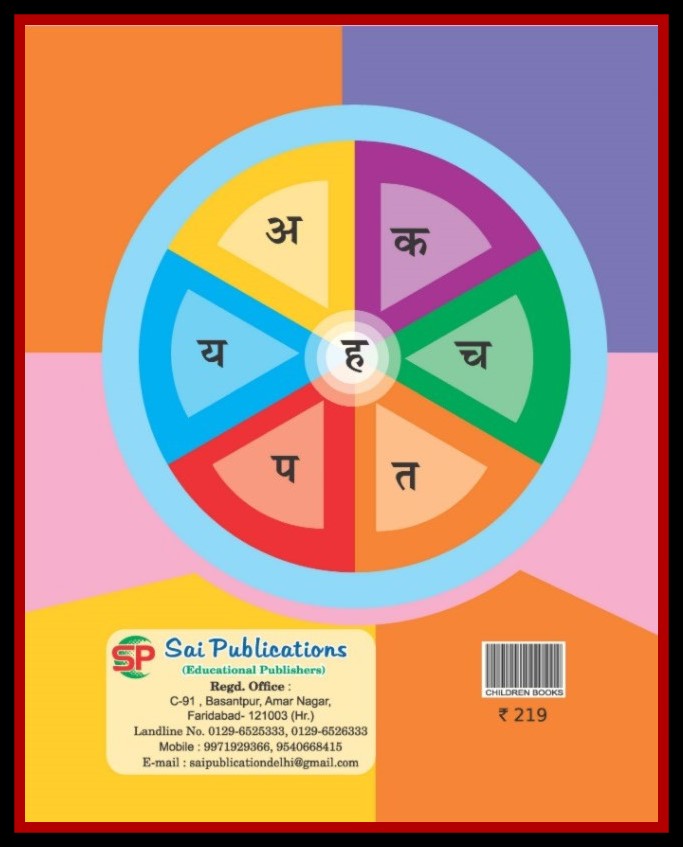 अ
क
य
ह
च
प
त
SP
Sai Publications
(Educational Publishers)
Regd. Office :
C-91 , Basantpur, Amar Nagar,
Faridabad- 121003 (Hr.)
Landline No. 0129-6525333, 0129-6526333
Mobile : 9971929366, 9540668415
E-mail : saipublicationdelhi@gmail.com
CHILDREN BOOKS
₹ 219